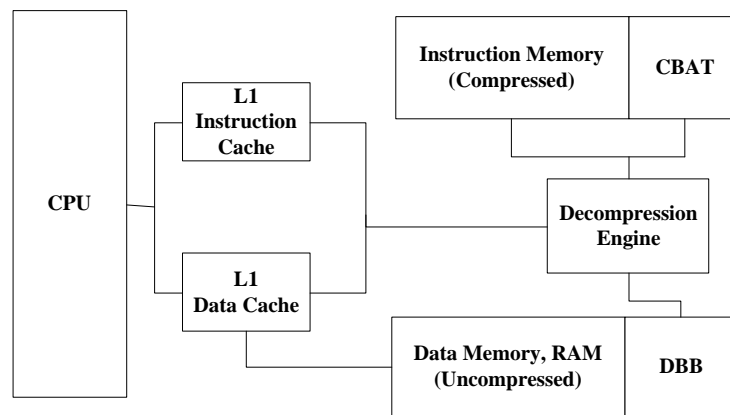 CPU
L1
Instruction
Cache
L1
Data Cache
Instruction Memory
(Compressed)
CBAT
Decompression
Engine
Data Memory, RAM
(Uncompressed)
DBB